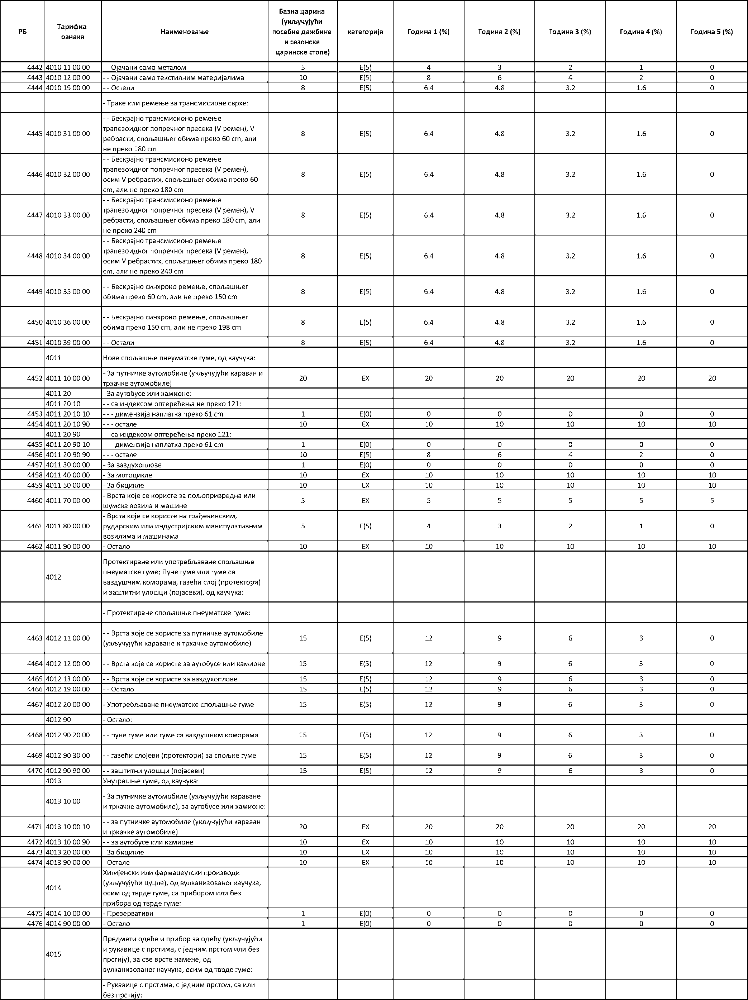 РБ Тарифна ознака Наименовање Базна царина (укључујући посебне дажбине и сезонске царинске стопе) категорија Година 1 (%) Година 2 (%) Година 3 (%) Година 4 (%) Година 5 (%)
4442 4010 11 00 00 - - Ојачани само металом 5 E(5) 4 3 2 1 0
4443 4010 12 00 00 - - Ојачани само текстилним материјалима 10 E(5) 8 6 4 2 0
4444 4010 19 00 00 - - Остали 8 E(5) 6.4 4.8 3.2 1.6 0
- Траке или ремење за трансмисионе сврхе:
- - Бескрајно трансмисионо ремење
трапезоидног попречног пресека (V ремен), V
4445 4010 31 00 00 ребрасти, спољашњег обима преко 60 cm, али 8 E(5) 6.4 4.8 3.2 1.6 0
не преко 180 cm
- - Бескрајно трансмисионо ремење
трапезоидног попречног пресека (V ремен),
4446 4010 32 00 00 осим V ребрастих, спољашњег обима преко 60 8 E(5) 6.4 4.8 3.2 1.6 0
cm, али не преко 180 cm
- - Бескрајно трансмисионо ремење
трапезоидног попречног пресека (V ремен), V
4447 4010 33 00 00 ребрасти, спољашњег обима преко 180 cm, али 8 E(5) 6.4 4.8 3.2 1.6 0
не преко 240 cm
- - Бескрајно трансмисионо ремење
трапезоидног попречног пресека (V ремен),
4448 4010 34 00 00 осим V ребрастих, спољашњег обима преко 180 8 E(5) 6.4 4.8 3.2 1.6 0
cm, али не преко 240 cm
4449 4010 35 00 00 - - Бескрајно синхроно ремење, спољашњег 8 E(5) 6.4 4.8 3.2 1.6 0
обима преко 60 cm, али не преко 150 cm
4450 4010 36 00 00 - - Бескрајно синхроно ремење, спољашњег 8 E(5) 6.4 4.8 3.2 1.6 0
обима преко 150 cm, али не преко 198 cm
4451 4010 39 00 00 - - Остали 8 E(5) 6.4 4.8 3.2 1.6 0
4011 Нове спољашње пнеуматске гуме, од каучука:
4452 4011 10 00 00 - За путничке аутомобиле (укључујући караван и 20 EX 20 20 20 20 20
тркачке аутомобиле)
4011 20 - За аутобусе или камионе:
4011 20 10 - - са индексом оптерећења не преко 121:
4453 4011 20 10 10 - - - димензија наплатка преко 61 cm 1 E(0) 0 0 0 0 0
4454 4011 20 10 90 - - - остале 10 EX 10 10 10 10 10
4011 20 90 - - са индексом оптерећења преко 121:
4455 4011 20 90 10 - - - димензија наплатка преко 61 cm 1 E(0) 0 0 0 0 0
4456 4011 20 90 90 - - - остале 10 E(5) 8 6 4 2 0
4457 4011 30 00 00 - За ваздухоплове 1 E(0) 0 0 0 0 0
4458 4011 40 00 00 - За мотоцикле 10 EX 10 10 10 10 10
4459 4011 50 00 00 - За бицикле 10 EX 10 10 10 10 10
4460 4011 70 00 00 - Врста које се користе за пољопривредна или 5 EX 5 5 5 5 5
шумска возила и машине
- Врста које се користе на грађевинским,
4461 4011 80 00 00 рударским или индустријским манипулативним 5 E(5) 4 3 2 1 0
возилима и машинама
4462 4011 90 00 00 - Остало 10 EX 10 10 10 10 10
Протектиране или употребљаване спољашње
4012 пнеуматске гуме; Пуне гуме или гуме са
ваздушним коморама, газећи слој (протектори)
и заштитни улошци (појасеви), од каучука:
- Протектиране спољашње пнеуматске гуме:
4463 4012 11 00 00 - - Врста које се користе за путничке аутомобиле 15 E(5) 12 9 6 3 0
(укључујући караване и тркачке аутомобиле)
4464 4012 12 00 00 - - Врста које се користе за аутобусе или камионе 15 E(5) 12 9 6 3 0
4465 4012 13 00 00 - - Врста које се користе за ваздухоплове 15 E(5) 12 9 6 3 0
4466 4012 19 00 00 - - Остало 15 E(5) 12 9 6 3 0
4467 4012 20 00 00 - Употребљаване пнеуматске спољашње гуме 15 E(5) 12 9 6 3 0
4012 90 - Остало:
4468 4012 90 20 00 - - пуне гуме или гуме са ваздушним коморама 15 E(5) 12 9 6 3 0
4469 4012 90 30 00 - - газећи слојеви (протектори) за спољне гуме 15 E(5) 12 9 6 3 0
4470 4012 90 90 00 - - заштитни улошци (појасеви) 15 E(5) 12 9 6 3 0
4013 Унутрашње гуме, од каучука:
4013 10 00 - За путничке аутомобиле (укључујући караване
и тркачке аутомобиле), за аутобусе или камионе:
4471 4013 10 00 10 - - за путничке аутомобиле (укључујући караван 20 EX 20 20 20 20 20
и тркачке аутомобиле)
4472 4013 10 00 90 - - за аутобусе или камионе 10 EX 10 10 10 10 10
4473 4013 20 00 00 - За бицикле 10 EX 10 10 10 10 10
4474 4013 90 00 00 - Остале 10 EX 10 10 10 10 10
Хигијенски или фармацеутски производи
4014 (укључујући цуцле), од вулканизованог каучука,
осим од тврде гуме, са прибором или без
прибора од тврде гуме:
4475 4014 10 00 00 - Презервативи 1 E(0) 0 0 0 0 0
4476 4014 90 00 00 - Остало 1 E(0) 0 0 0 0 0
Предмети одеће и прибор за одећу (укључујући
4015 и рукавице с прстима, с једним прстом или без
прстију), за све врсте намене, од
вулканизованог каучука, осим од тврде гуме:
- Рукавице с прстима, с једним прстом, са или
без прстију: